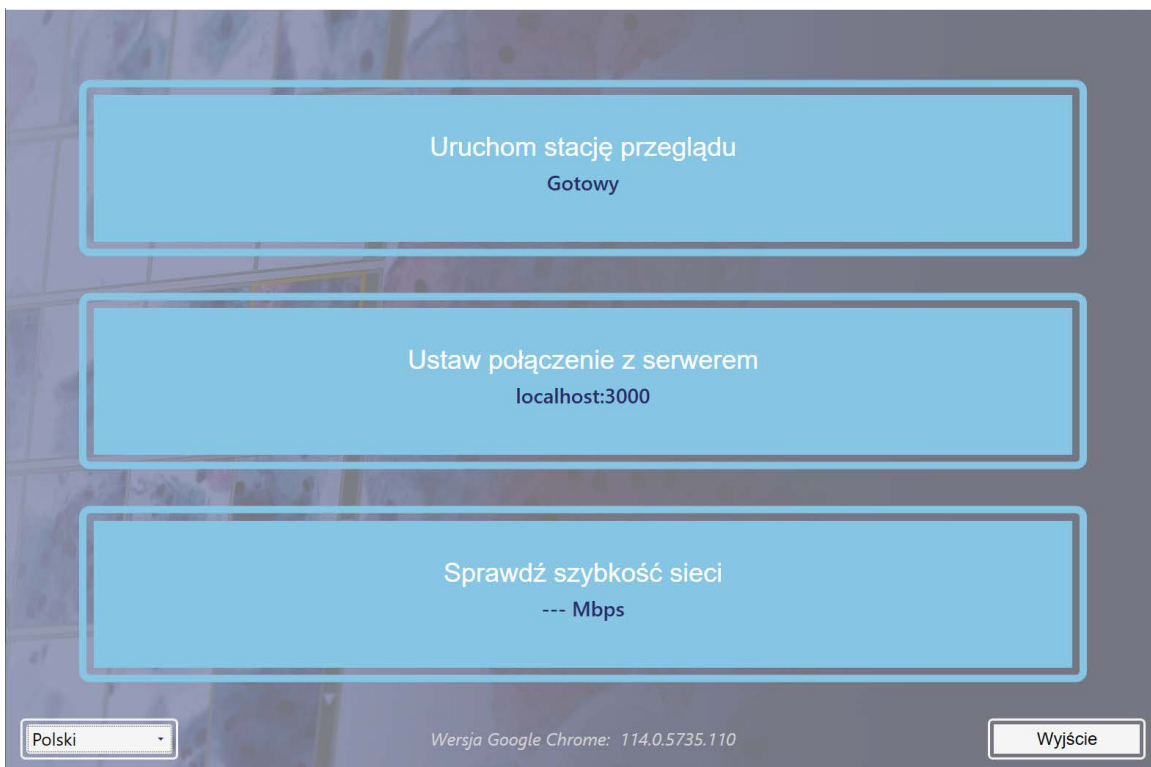 Uruchom stację przeglądu
Gotowy
Ustaw połączenie z serwerem
localhost:3000
Sprawdź szybkość sieci
--- Mbps
Polski
Wersja Google Chrome: 114.0.5735.110
Wyjście